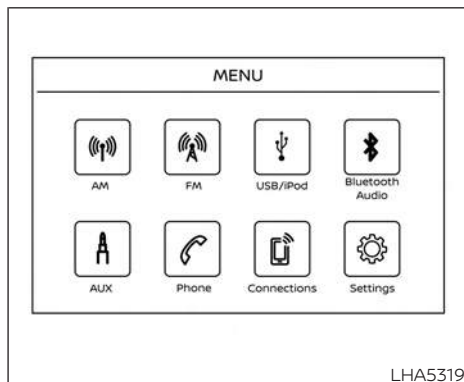 MENU
AM FM USB/iPod Bluetooth Audio
AUX Phone Connections Settings
LHA5319